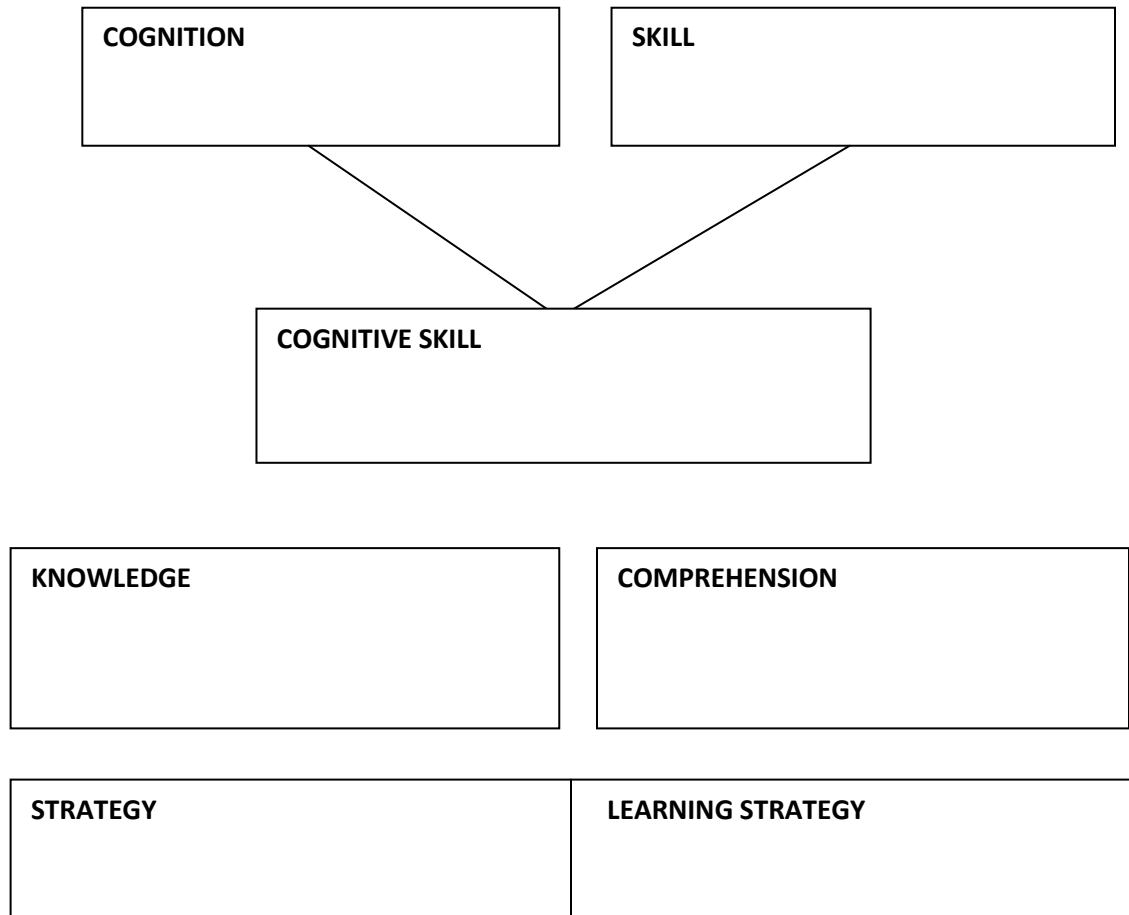 COGNITION
SKILL
COGNITIVE SKILL
KNOWLEDGE
COMPREHENSION
STRATEGY
LEARNING STRATEGY